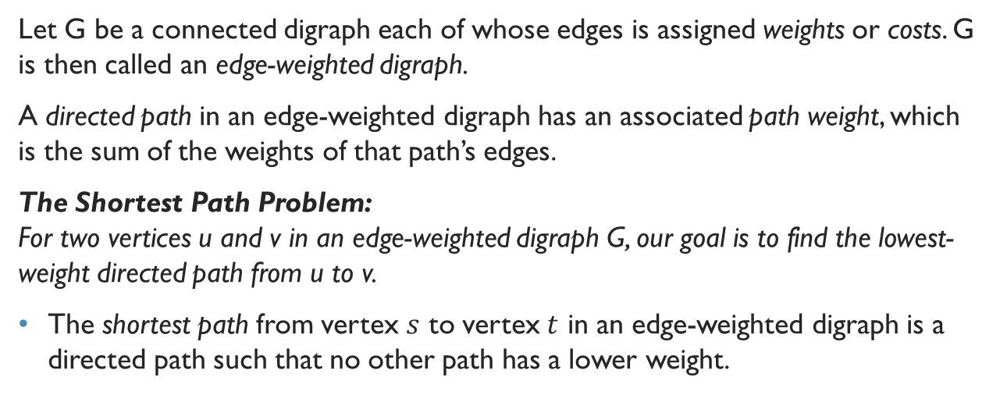 Let G be a connected digraph each of whose edges is assigned weights or costs. G
is then called an edge-weighted digraph.
A directed path in an edge-weighted digraph has an associated path weight, which
is the sum of the weights of that path’s edges.
The Shortest Path Problem:
For two vertices u and v in an edge-weighted digraph G, our goal is to find the lowest-
weight directed path from u to v.
• The shortest path from vertex s to vertex t in an edge-weighted digraph is a
directed path such that no other path has a lower weight.